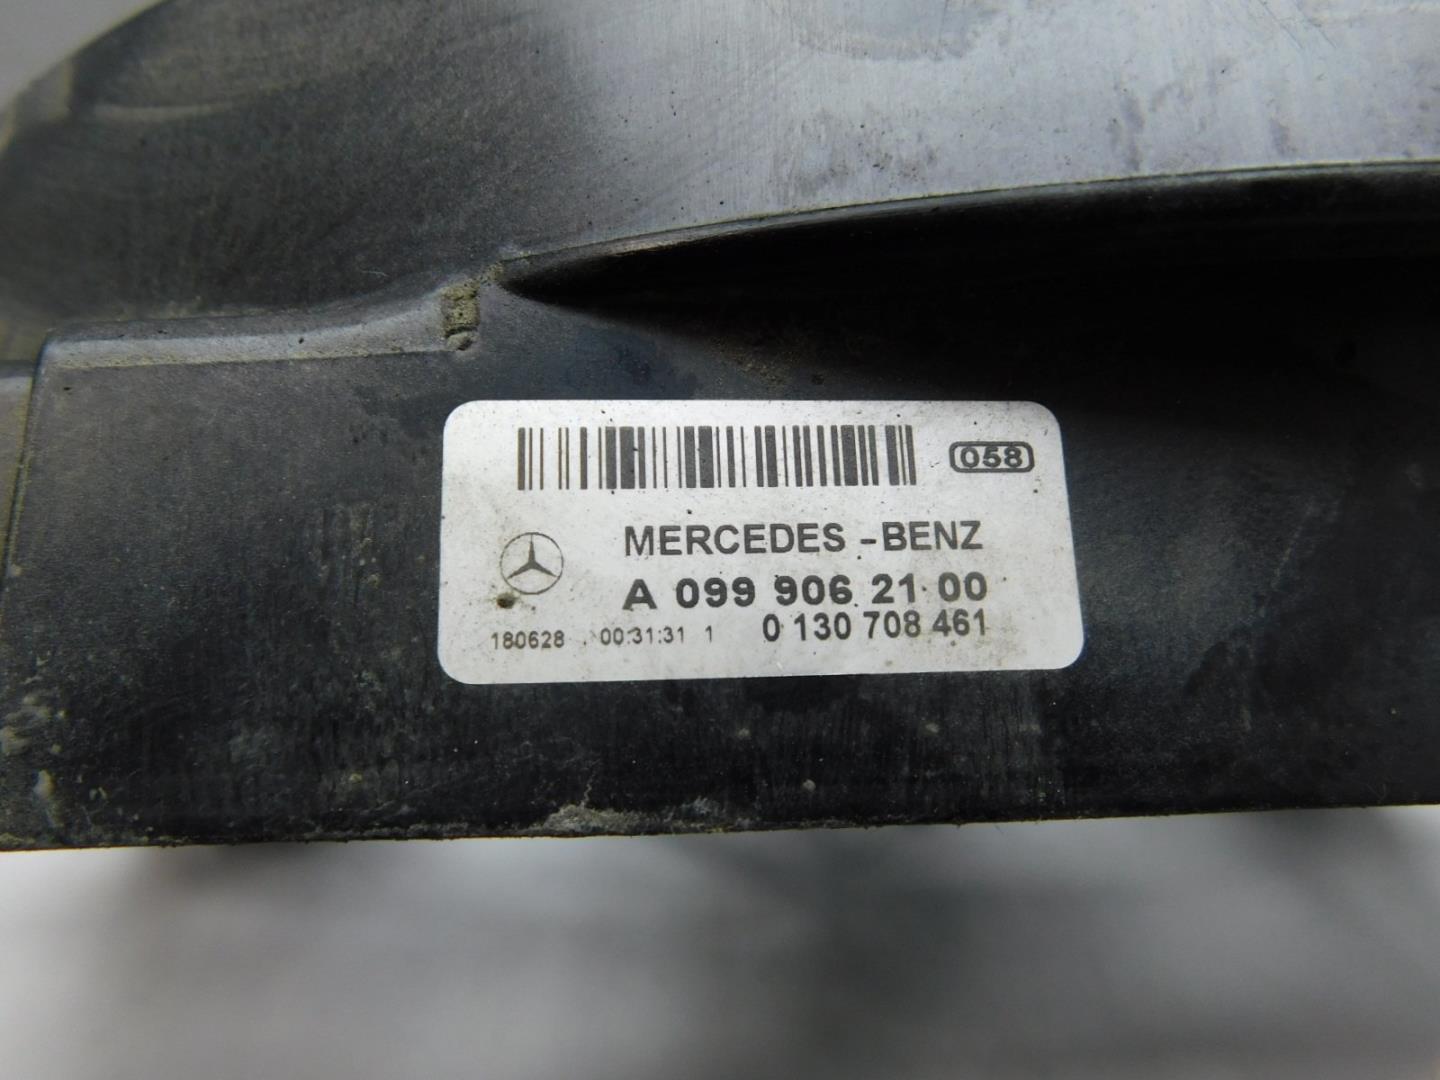 058
MERCEDES -BENZ
A 099 906 21 00
180628 . 00:31:31 1 0 130 708 461